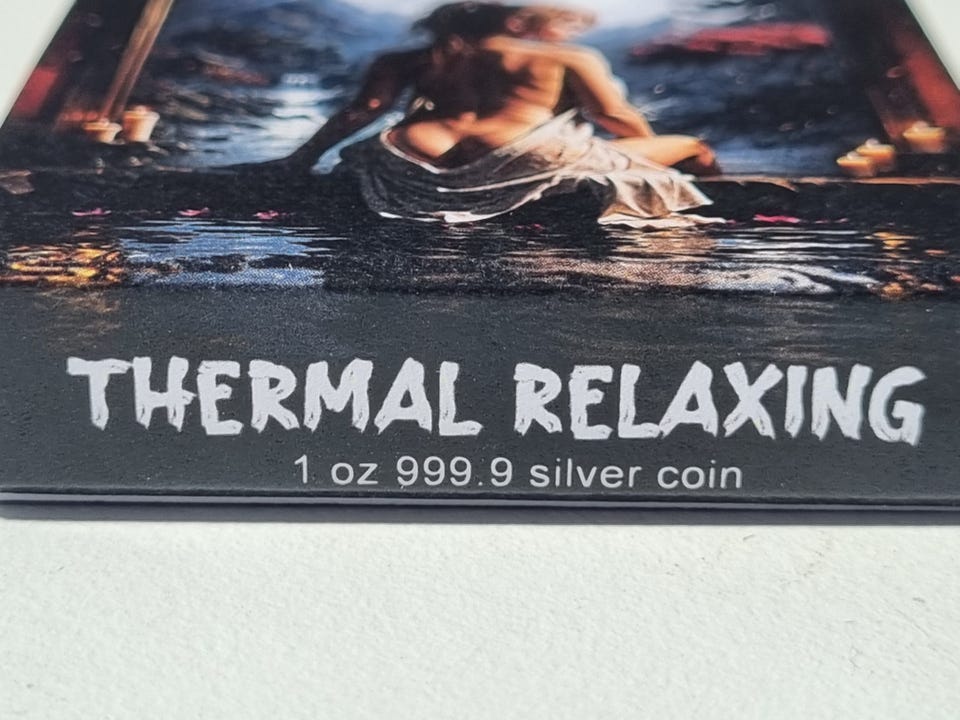 THERMAL RELAXING
1 oz 999.9 silver coin